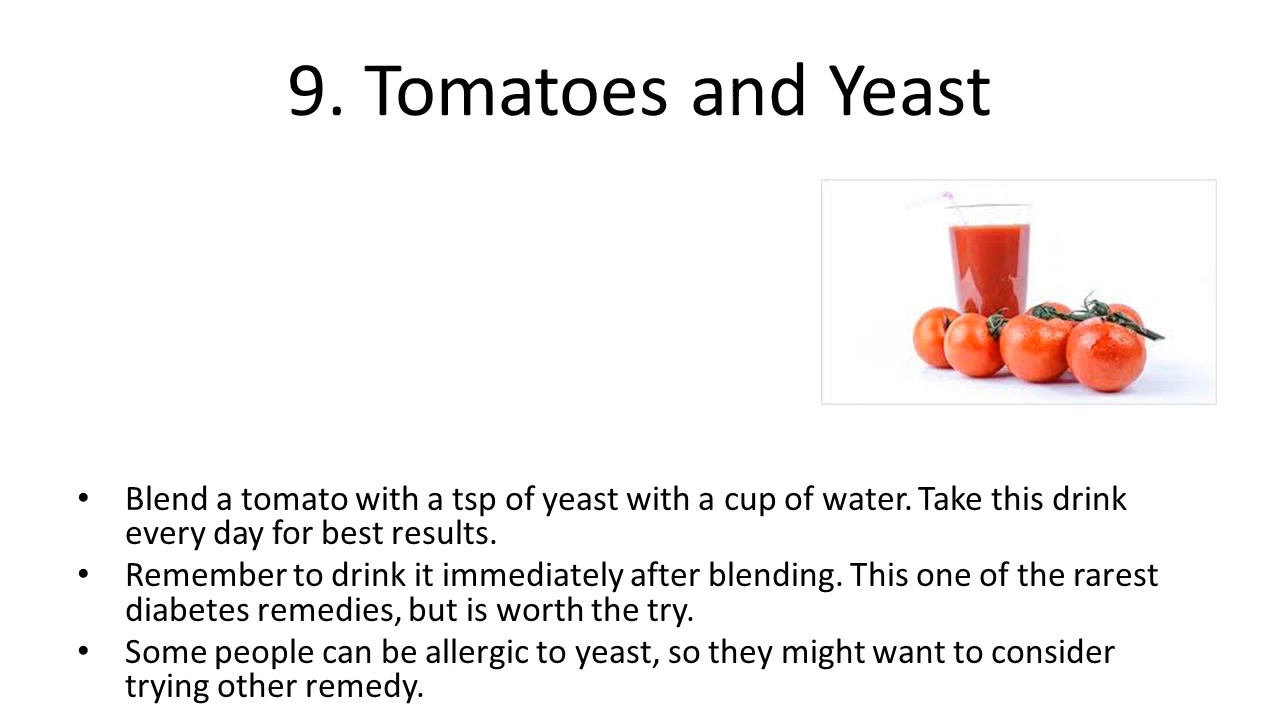 9. Tomatoes and Yeast
• Blend a tomato with a tsp of yeast with a cup of water. Take this drink
every day for best results.
• Remember to drink it immediately after blending. This one of the rarest
diabetes remedies, but is worth the try.
• Some people can be allergic to yeast, so they might want to consider
trying other remedy.